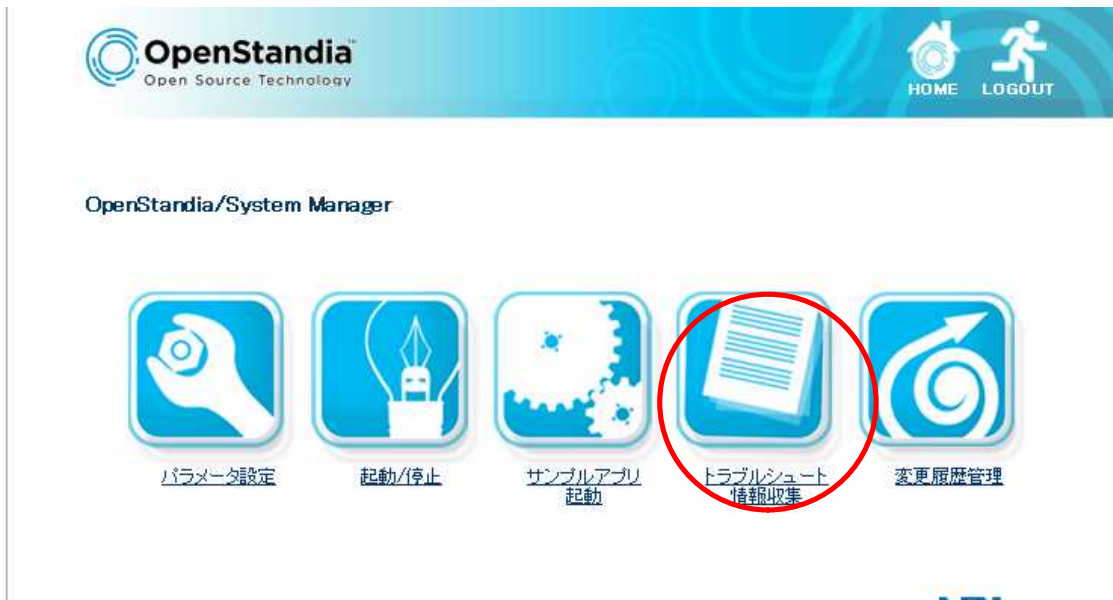 OpenStandia™
Open Source Technology
HOME LOGOUT
OpenStandia/System Manager
パラメータ設定
起動/停止
サンプルアプリ
起動
トラブルシュート
情報収集
変更履歴管理